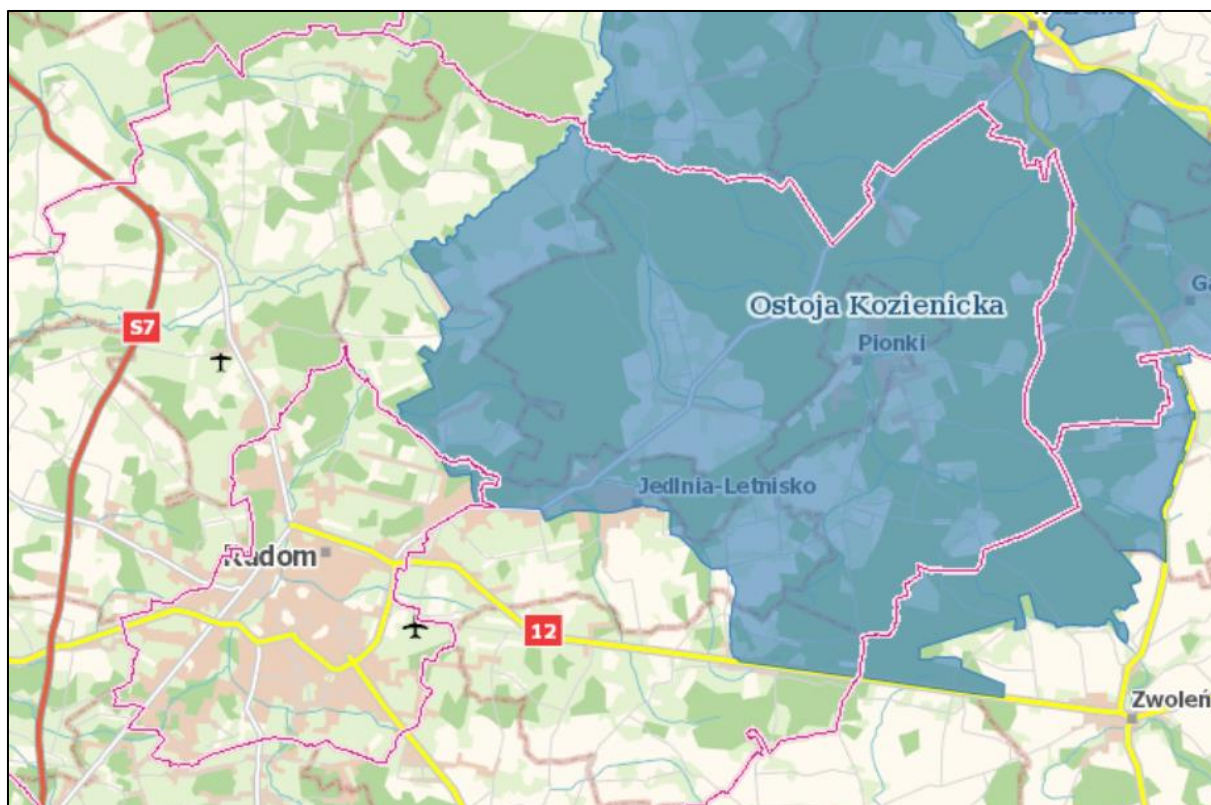 Ostoja Kozienicka
S7
Pionki
Jedlnia-Letnisko
Radom
12
Zwoleń